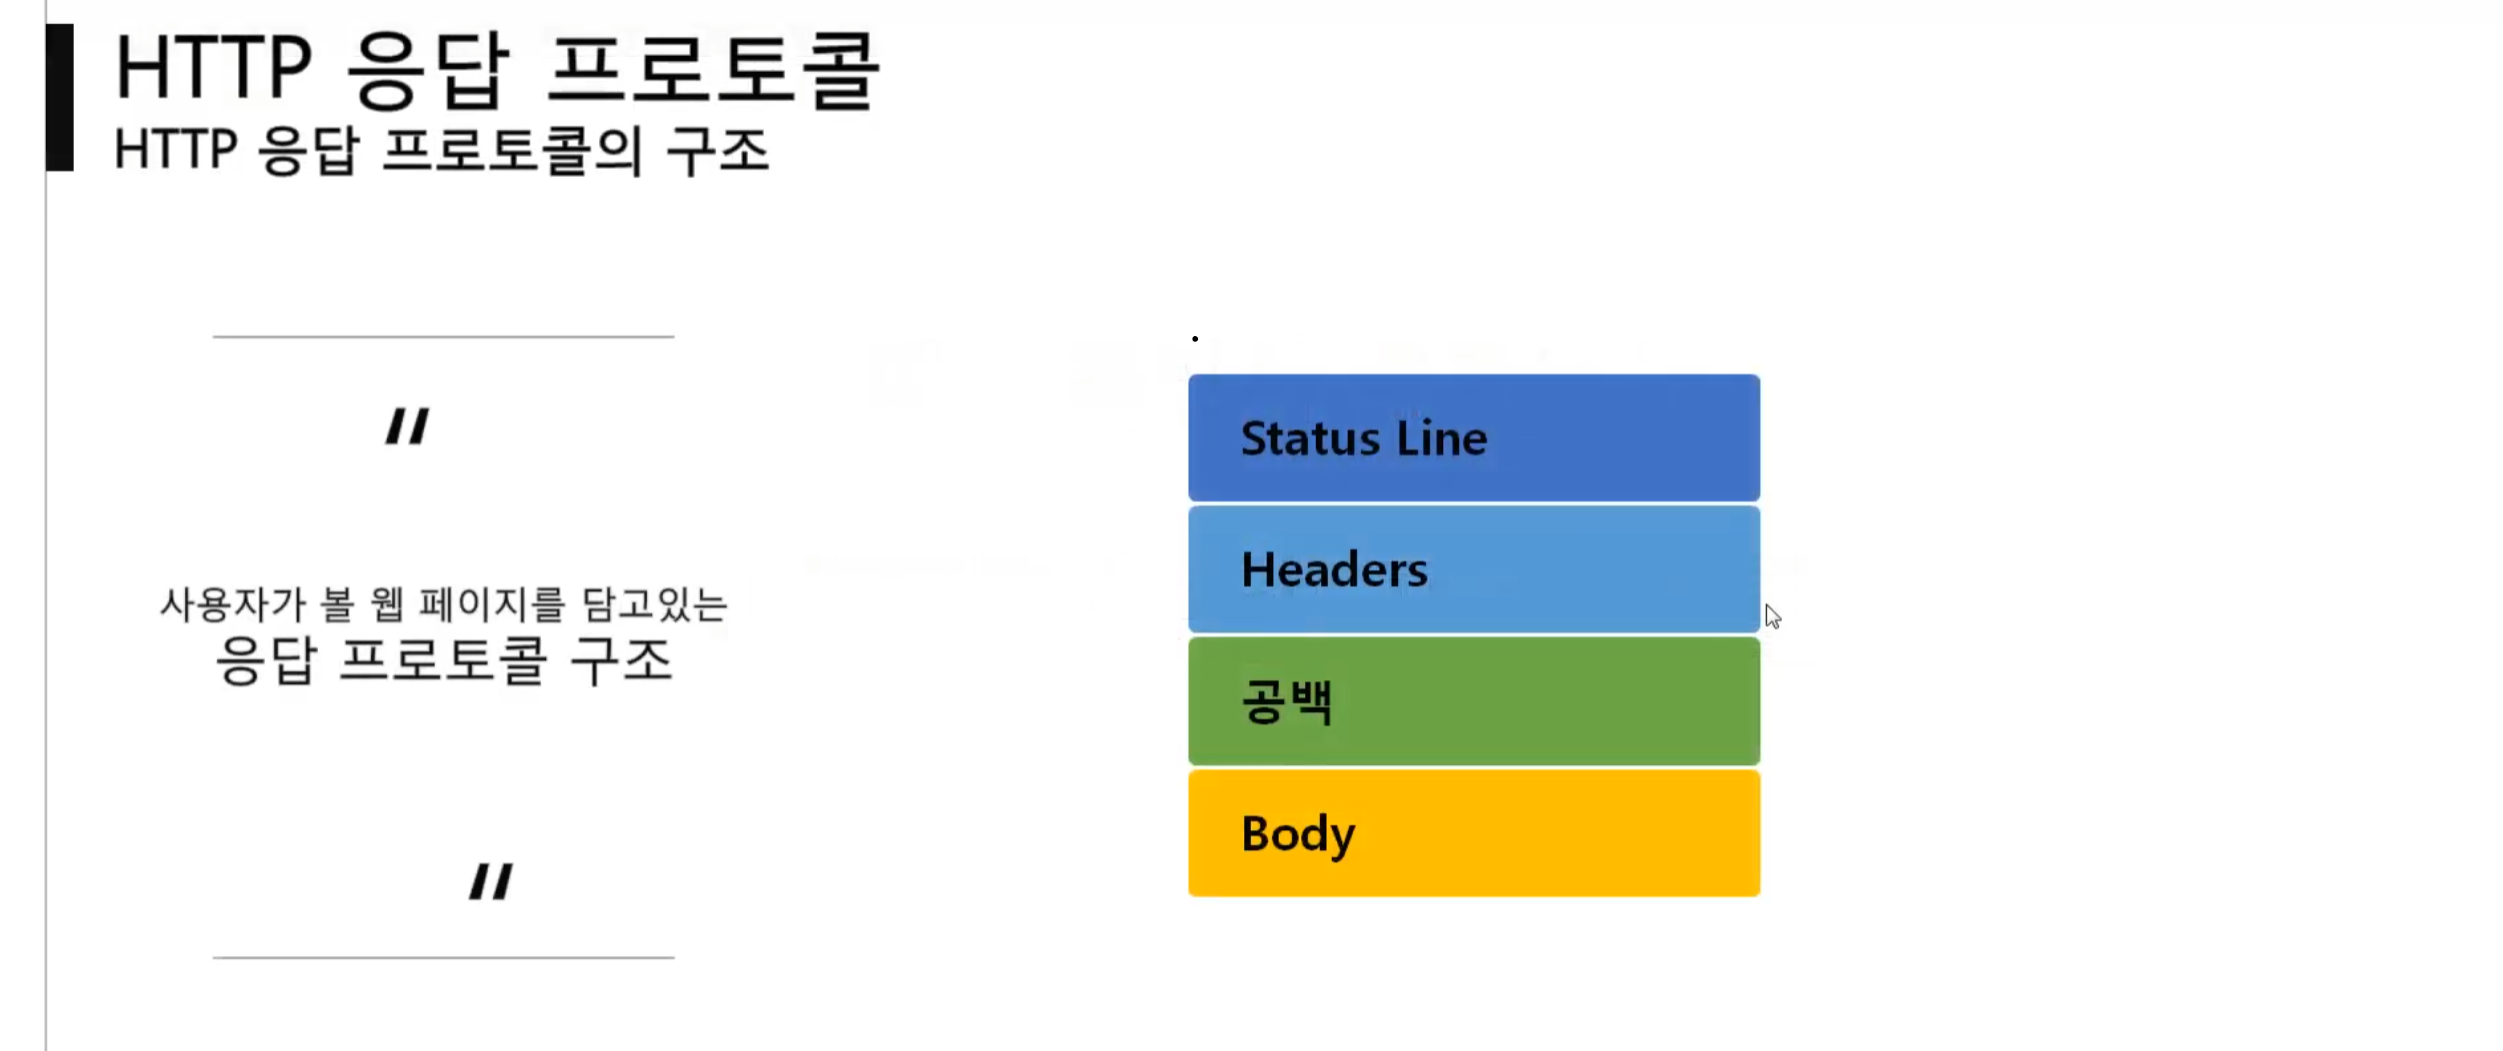 HTTP 응답 프로토콜
HTTP 응답 프로토콜의 구조
"
사용자가 볼 웹 페이지를 담고있는
응답 프로토콜 구조
"
Status Line
Headers
공백
Body